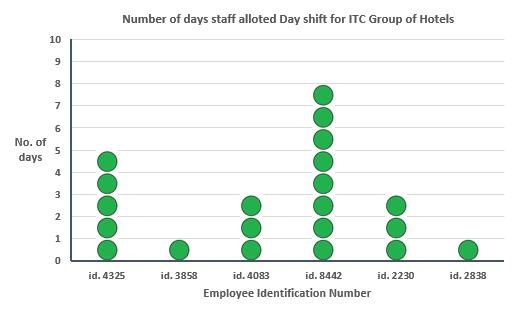 Number of days staff alloted Day shift for ITC Group of Hotels
10
9
8
7
6
5
4
3
2
1
0
No. of
days
id. 4325 id. 3858 id. 4083 id. 8442 id. 2230 id. 2838
Employee Identification Number